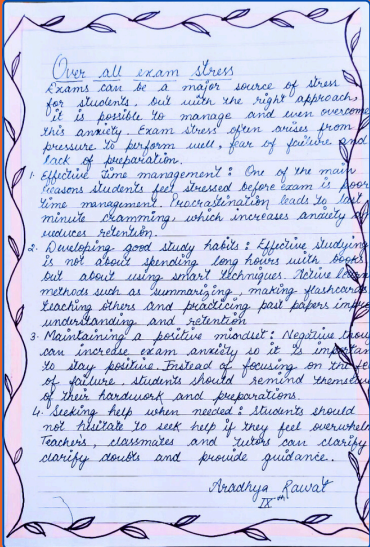 Over all exam stress
Exams can be a major source of stress
for students, but with the right approach,
it is possible to manage and even overcome
this anxiety. Exam stress often arises from
pressure to perform well, fear of failure and
lack of preparation.
1. Effective Time management : One of the main
reasons students feel stressed before exam is poor
time management. Procrastination leads to last
minute cramming which increases anxiety &
reduces retention.
2. Developing good study habits : Effective studying
is not about spending long hours with books
but about using smart techniques. Active
methods such as summarizing, making flashcards
teaching others and practicing past papers
understanding and retention
3. Maintaining a positive mindset : Negative
can increase exam anxiety so it is important
to stay positive. Instead of focusing on the
of failure, students should remind
of their hardwork and preparations.
4. Seeking help when needed : Students should
not hesitate to seek help if they feel
Teachers, classmates and tutors can clarify
clarify doubts and provide guidance.
Aradhya Rawat
IX th